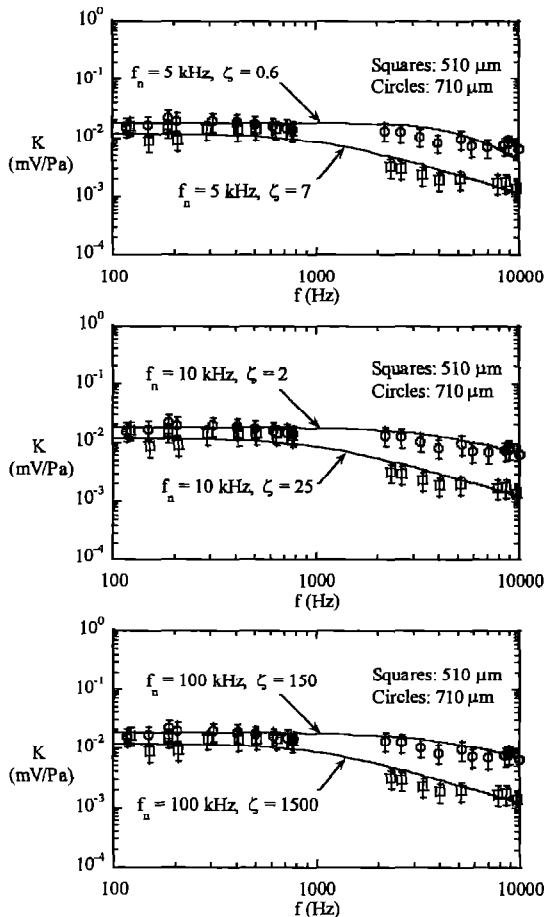 10^0
f_n = 5 kHz, ζ = 0.6
Squares: 510 μm
Circles: 710 μm
10^-1
K
(mV/Pa)
10^-2
10^-3
f_n = 5 kHz, ζ = 7
10^-4
100 1000 10000
f (Hz)
10^0
f_n = 10 kHz, ζ = 2
Squares: 510 μm
Circles: 710 μm
10^-1
K
(mV/Pa)
10^-2
10^-3
f_n = 10 kHz, ζ = 25
10^-4
100 1000 10000
f (Hz)
10^0
f_n = 100 kHz, ζ = 150
Squares: 510 μm
Circles: 710 μm
10^-1
K
(mV/Pa)
10^-2
10^-3
f_n = 100 kHz, ζ = 1500
10^-4
100 1000 10000
f (Hz)